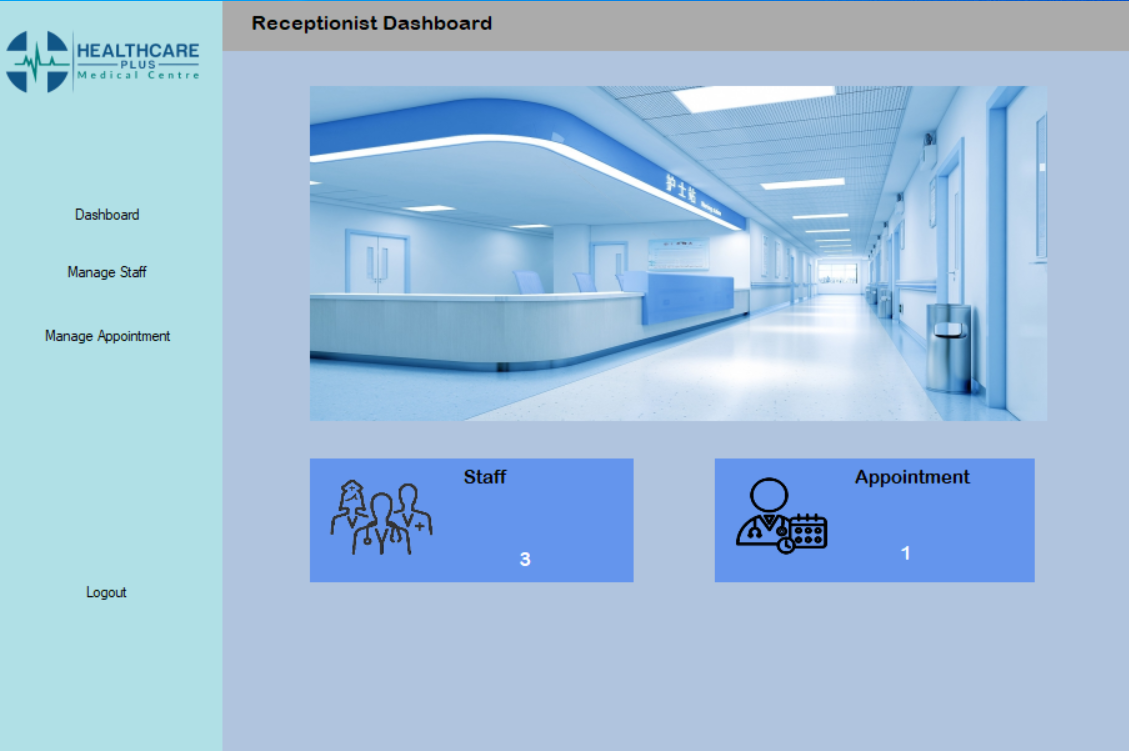 HEALTHCARE
PLUS
Medical Centre
Receptionist Dashboard
Dashboard
Manage Staff
Manage Appointment
Logout
护士站
Staff
3
Appointment
1